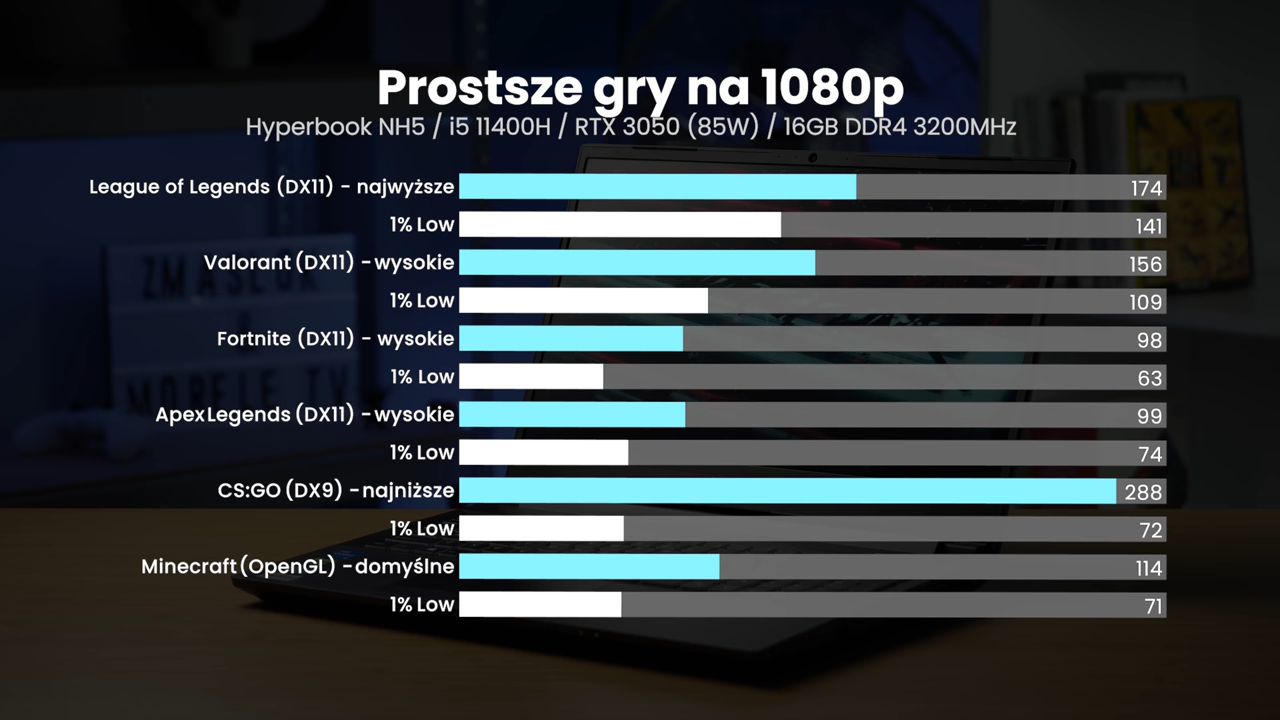 Prostsze gry na 1080p
Hyperbook NH5 / i5 11400H / RTX 3050 (85W) / 16GB DDR4 3200MHz
League of Legends (DX11) - najwyższe 174
1% Low 141
Valorant (DX11) - wysokie 156
1% Low 109
Fortnite (DX11) - wysokie 98
1% Low 63
Apex Legends (DX11) - wysokie 99
1% Low 74
CS:GO (DX9) - najniższe 288
1% Low 72
Minecraft (OpenGL) - domyślne 114
1% Low 71
ZMASLOR
MORELE TV